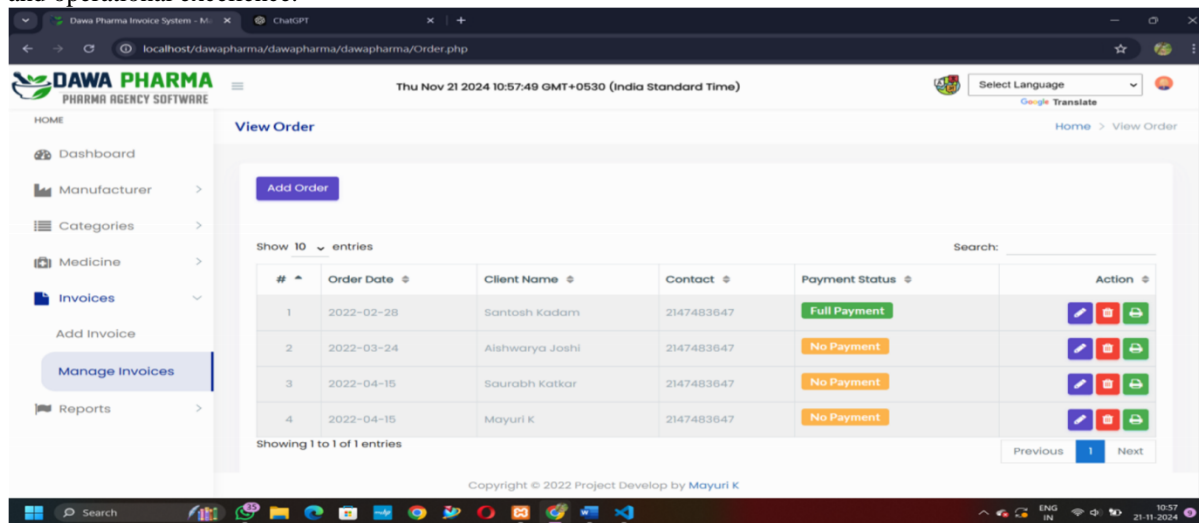 and operational excellence.
Dawa Pharma Invoice System - Ma
ChatGPT
localhost/dawapharma/dawapharma/dawapharma/Order.php
DAWA PHARMA
PHARMA AGENCY SOFTWARE
Thu Nov 21 2024 10:57:49 GMT+0530 (India Standard Time)
Select Language
Google Translate
HOME
View Order
Home > View Order
Dashboard
Manufacturer
Categories
Medicine
Invoices
Add Invoice
Manage Invoices
Reports
Add Order
Show 10 entries
Search:
# Order Date Client Name Contact Payment Status Action
1 2022-02-28 Santosh Kadam 2147483647 Full Payment
2 2022-03-24 Aishwarya Joshi 2147483647 No Payment
3 2022-04-15 Saurabh Katkar 2147483647 No Payment
4 2022-04-15 Mayuri K 2147483647 No Payment
Showing 1 to 1 of 1 entries
Previous 1 Next
Copyright © 2022 Project Develop by Mayuri K
Search
ENG
IN
10:57
21-11-2024